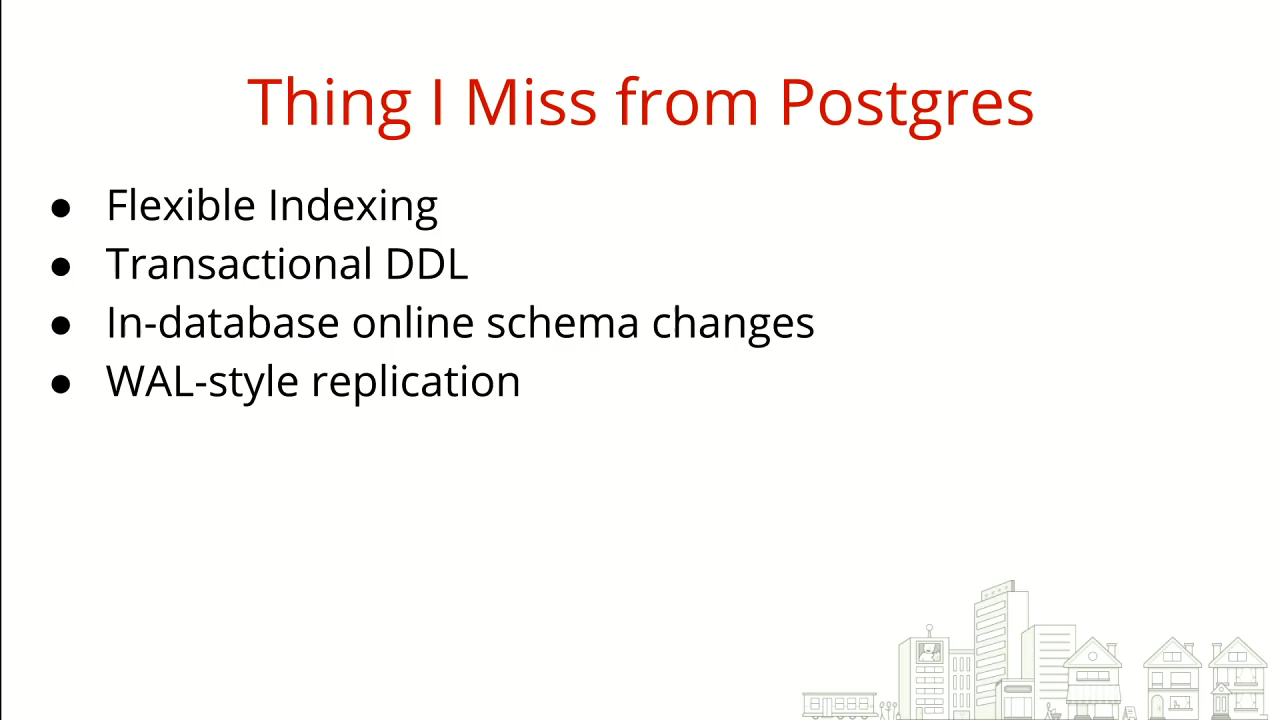 Thing I Miss from Postgres
● Flexible Indexing
● Transactional DDL
● In-database online schema changes
● WAL-style replication